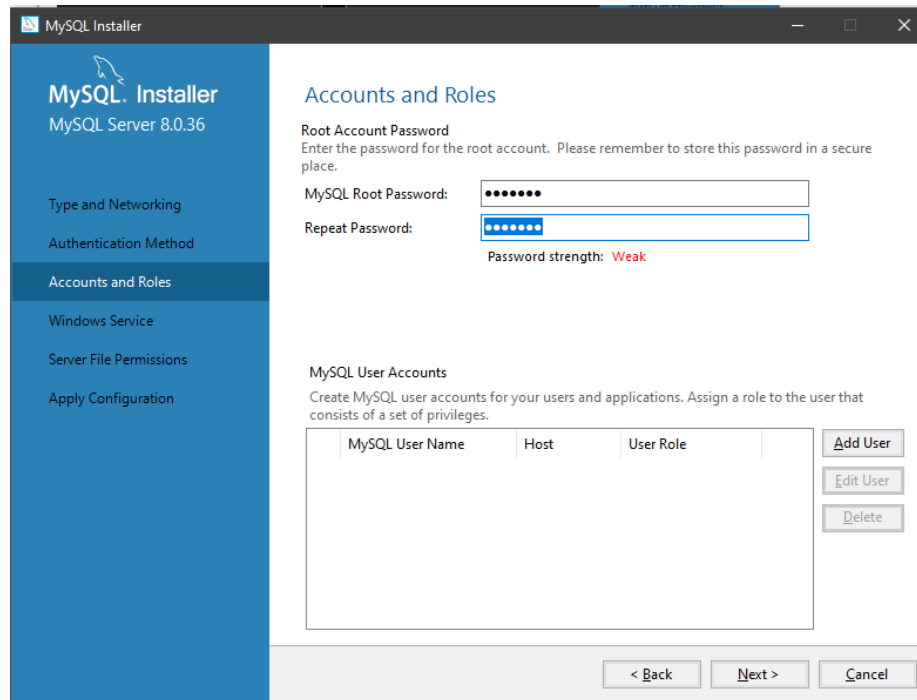 MySQL Installer
MySQL. Installer
MySQL Server 8.0.36
Type and Networking
Authentication Method
Accounts and Roles
Windows Service
Server File Permissions
Apply Configuration
Accounts and Roles
Root Account Password
Enter the password for the root account. Please remember to store this password in a secure
place.
MySQL Root Password: ●●●●●●●
Repeat Password: ●●●●●●●
Password strength: Weak
MySQL User Accounts
Create MySQL user accounts for your users and applications. Assign a role to the user that
consists of a set of privileges.
MySQL User Name Host User Role
Add User
Edit User
Delete
< Back Next > Cancel